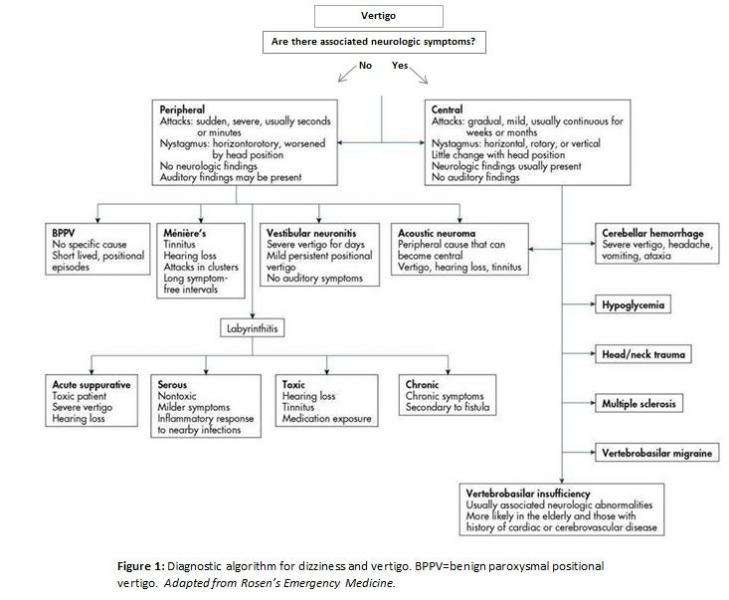 Vertigo
Are there associated neurologic symptoms?
No Yes
Peripheral
Attacks: sudden, severe, usually seconds
or minutes
Nystagmus: horizontorotory, worsened
by head position
No neurologic findings
Auditory findings may be present
Central
Attacks: gradual, mild, usually continuous for
weeks or months
Nystagmus: horizontal, rotary, or vertical
Little change with head position
Neurologic findings usually present
No auditory findings
BPPV
No specific cause
Short lived, positional
episodes
Ménière's
Tinnitus
Hearing loss
Attacks in clusters
Long symptom-
free intervals
Vestibular neuronitis
Severe vertigo for days
Mild persistent positional
vertigo
No auditory symptoms
Acoustic neuroma
Peripheral cause that can
become central
Vertigo, hearing loss, tinnitus
Cerebellar hemorrhage
Severe vertigo, headache,
vomiting, ataxia
Hypoglycemia
Labyrinthitis
Head/neck trauma
Acute suppurative
Toxic patient
Severe vertigo
Hearing loss
Serous
Nontoxic
Milder symptoms
Inflammatory response
to nearby infections
Toxic
Hearing loss
Tinnitus
Medication exposure
Chronic
Chronic symptoms
Secondary to fistula
Multiple sclerosis
Vertebrobasilar migraine
Vertebrobasilar insufficiency
Usually associated neurologic abnormalities
More likely in the elderly and those with
history of cardiac or cerebrovascular disease
Figure 1: Diagnostic algorithm for dizziness and vertigo. BPPV=benign paroxysmal positional
vertigo. Adapted from Rosen's Emergency Medicine.